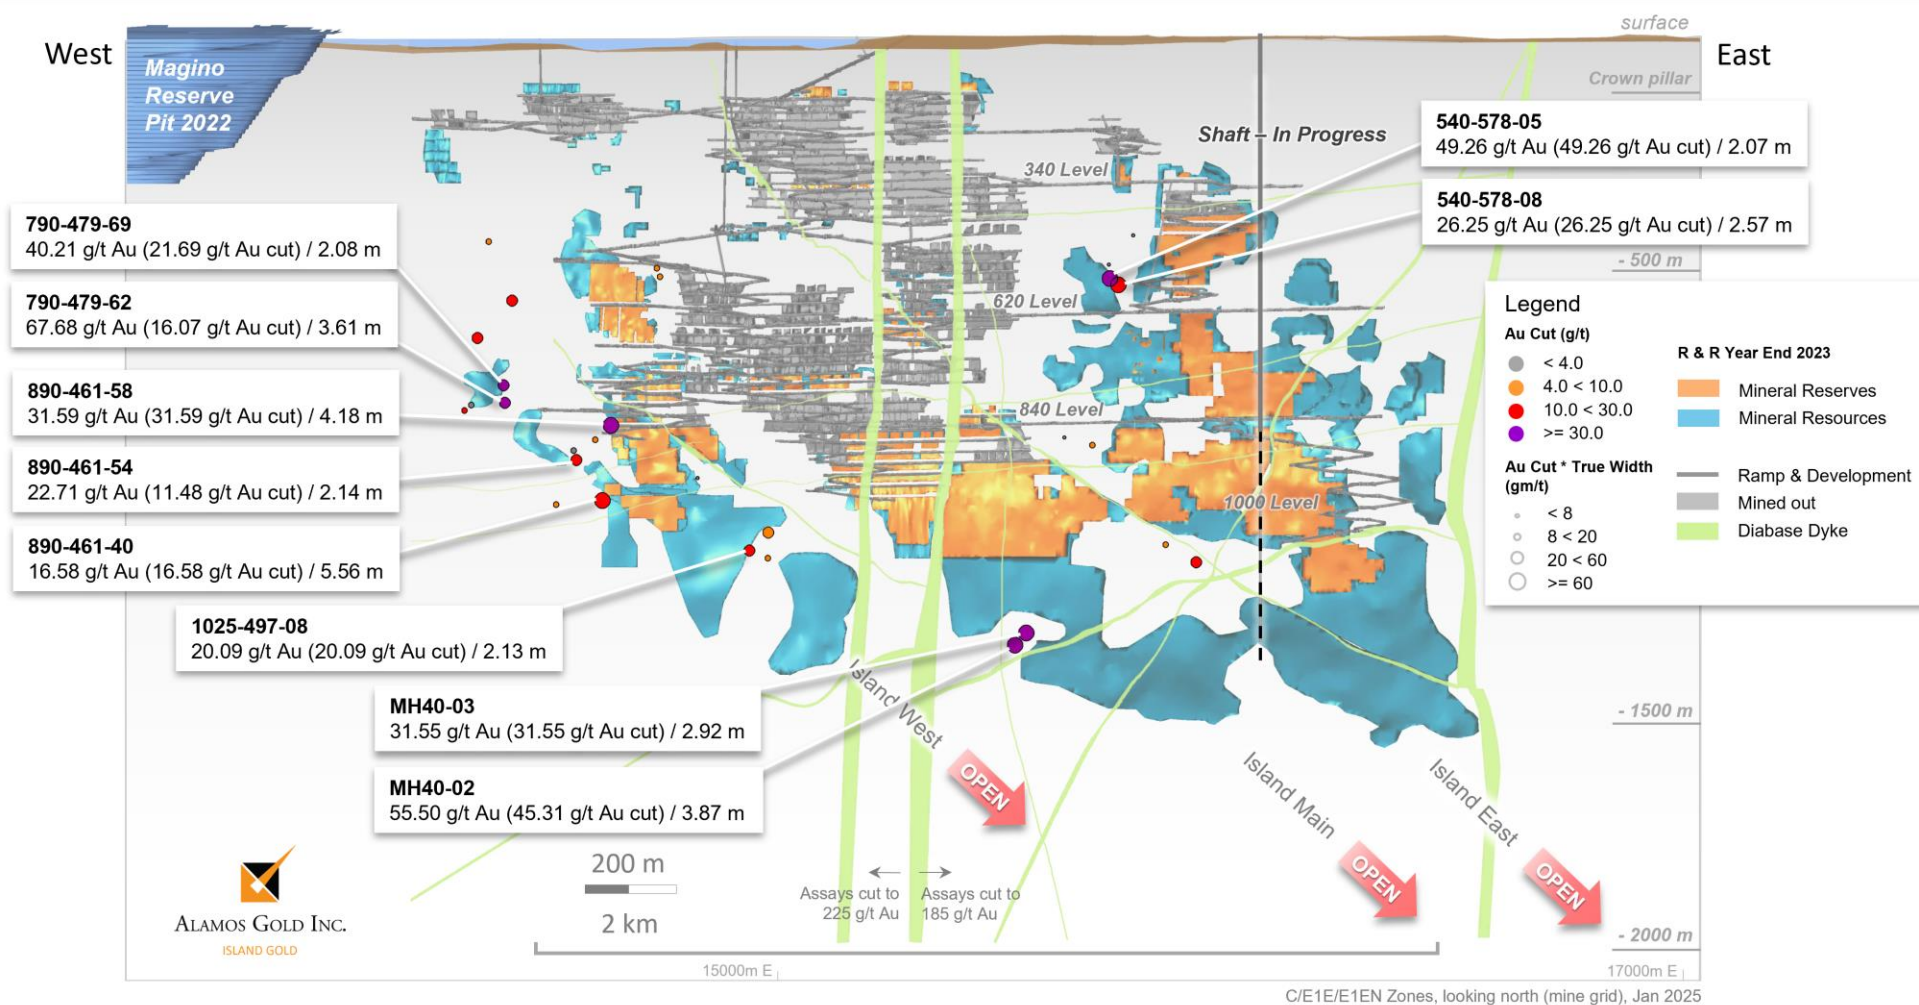 surface
West
East
Magino
Reserve
Pit 2022
Crown pillar
Shaft – In Progress
540-578-05
49.26 g/t Au (49.26 g/t Au cut) / 2.07 m
340 Level
540-578-08
26.25 g/t Au (26.25 g/t Au cut) / 2.57 m
790-479-69
40.21 g/t Au (21.69 g/t Au cut) / 2.08 m
- 500 m
790-479-62
67.68 g/t Au (16.07 g/t Au cut) / 3.61 m
620 Level
Legend
Au Cut (g/t)
< 4.0
4.0 < 10.0
10.0 < 30.0
>= 30.0
Au Cut * True Width
(gm/t)
< 8
8 < 20
20 < 60
>= 60
R & R Year End 2023
Mineral Reserves
Mineral Resources
Ramp & Development
Mined out
Diabase Dyke
890-461-58
31.59 g/t Au (31.59 g/t Au cut) / 4.18 m
840 Level
890-461-54
22.71 g/t Au (11.48 g/t Au cut) / 2.14 m
1000 Level
890-461-40
16.58 g/t Au (16.58 g/t Au cut) / 5.56 m
1025-497-08
20.09 g/t Au (20.09 g/t Au cut) / 2.13 m
MH40-03
31.55 g/t Au (31.55 g/t Au cut) / 2.92 m
Island West
- 1500 m
MH40-02
55.50 g/t Au (45.31 g/t Au cut) / 3.87 m
OPEN
Island Main
OPEN
Island East
OPEN
200 m
2 km
Assays cut to
225 g/t Au
Assays cut to
185 g/t Au
ALAMOS GOLD INC.
ISLAND GOLD
- 2000 m
15000m E
17000m E
C/E1E/E1EN Zones, looking north (mine grid), Jan 2025